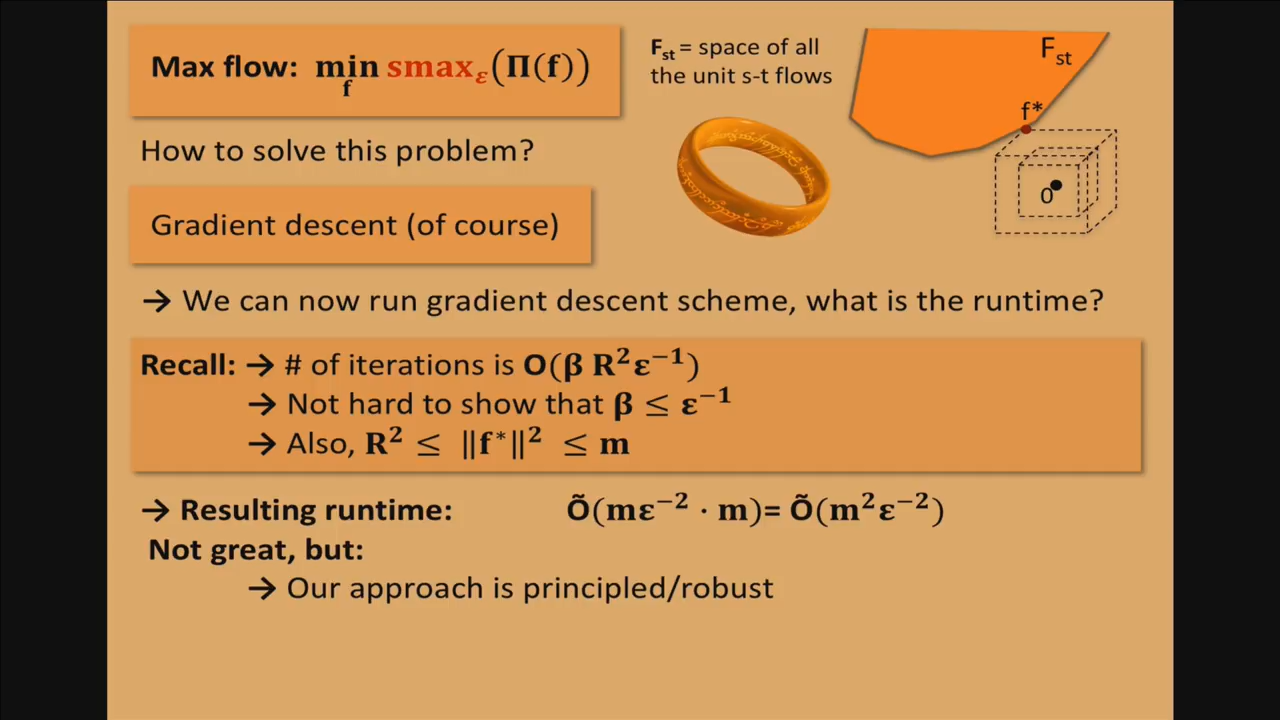 Max flow: min smax_ε(Π(f))
f
F_st = space of all
the unit s-t flows
F_st
f*
0
How to solve this problem?
Gradient descent (of course)
→ We can now run gradient descent scheme, what is the runtime?
Recall: → # of iterations is O(β R²ε⁻¹)
→ Not hard to show that β ≤ ε⁻¹
→ Also, R² ≤ ||f*||² ≤ m
→ Resulting runtime: Õ(mε⁻² · m)= Õ(m²ε⁻²)
Not great, but:
→ Our approach is principled/robust